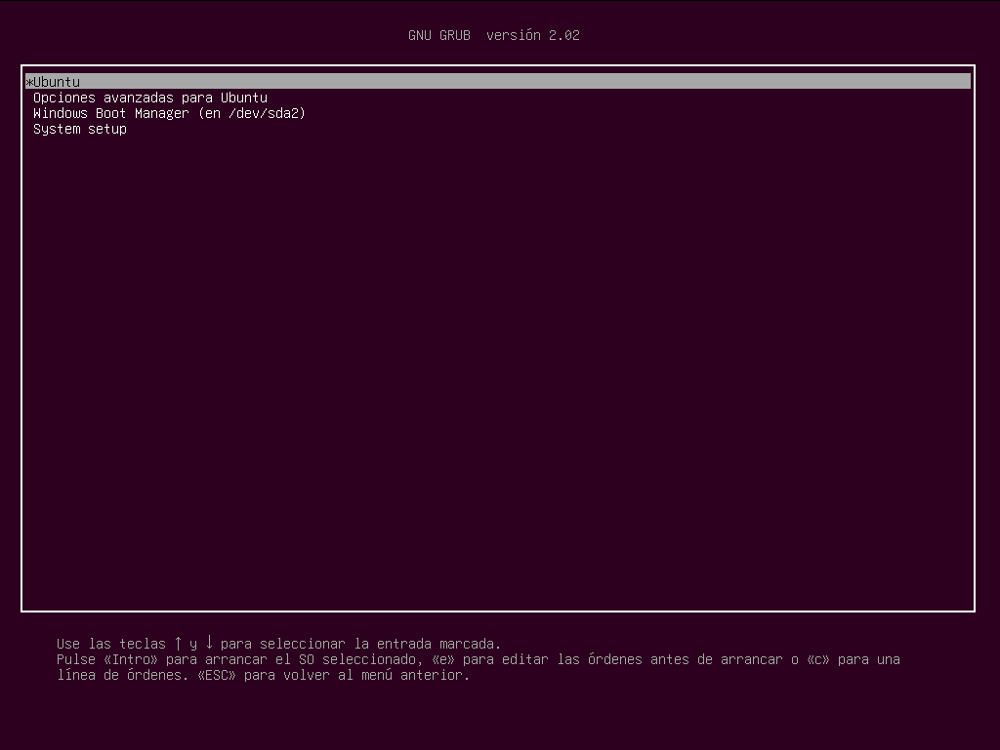 GNU GRUB  versión 2.02
*Ubuntu
Opciones avanzadas para Ubuntu
Windows Boot Manager (en /dev/sda2)
System setup
Use las teclas ↑ y ↓ para seleccionar la entrada marcada.
Pulse «Intro» para arrancar el SO seleccionado, «e» para editar las órdenes antes de arrancar o «c» para una
línea de órdenes. «ESC» para volver al menú anterior.